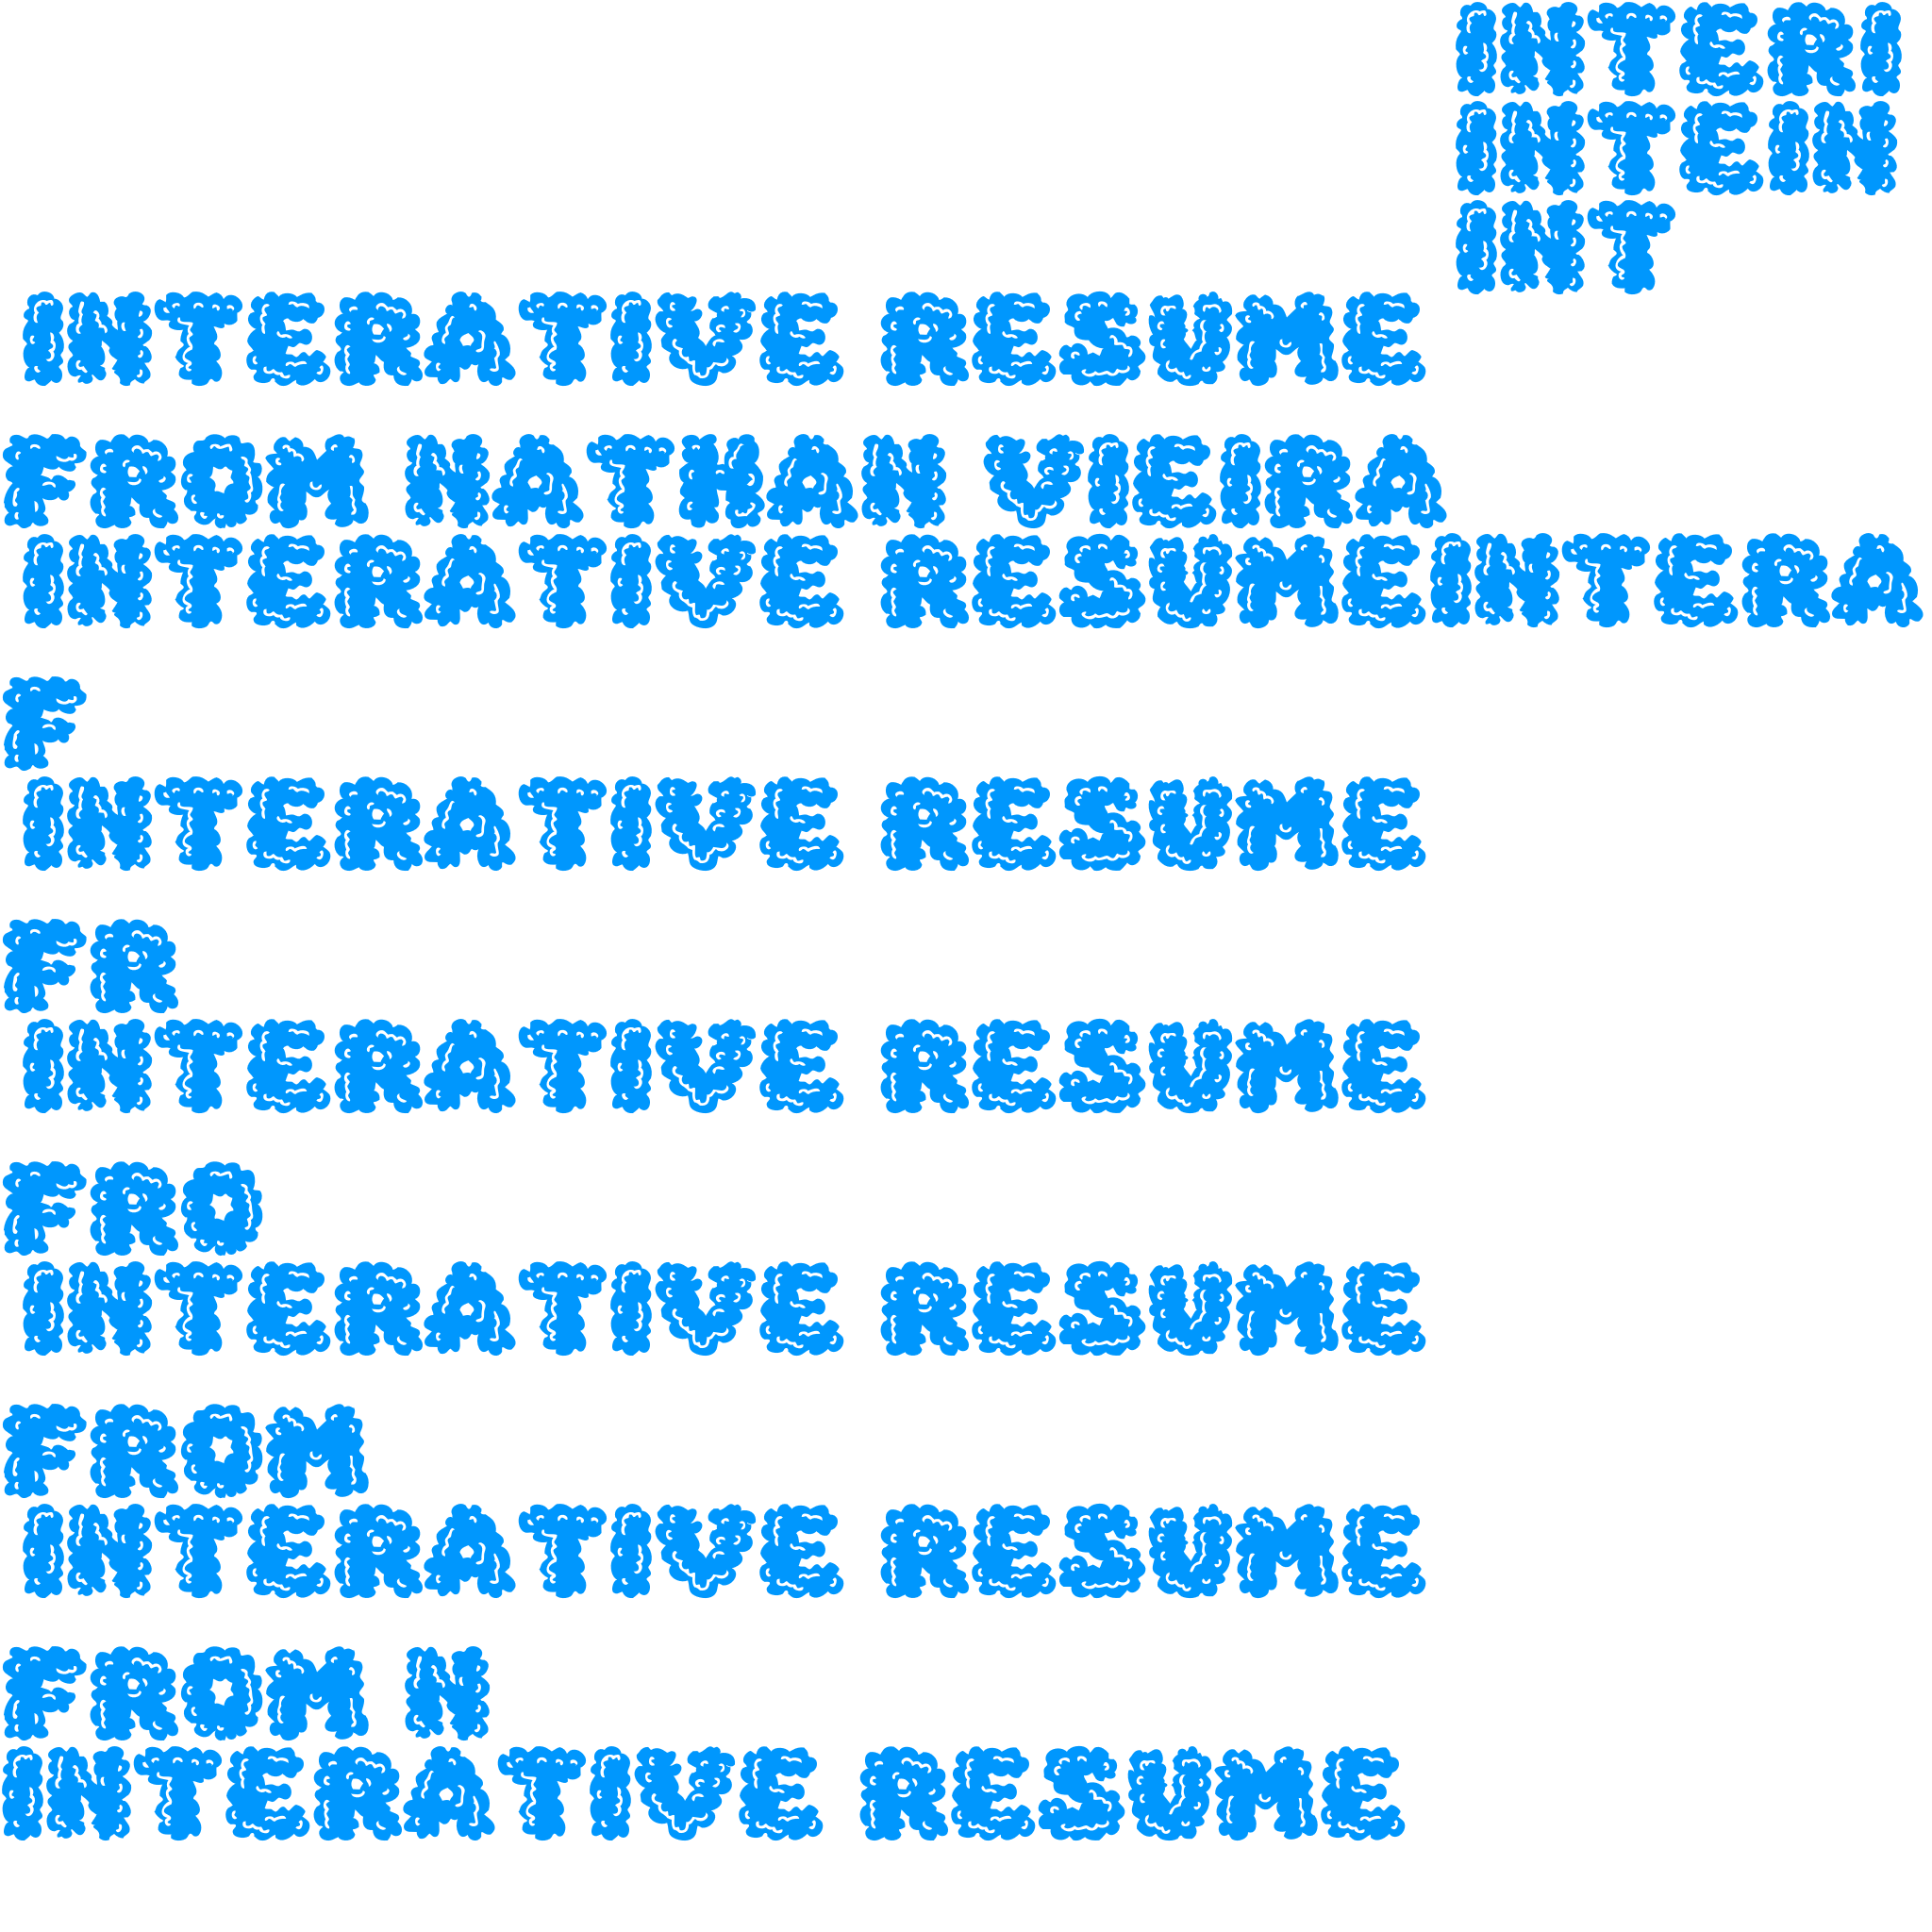 INTERI
INTEIN
INT
INTERATIVE RESUME
FROM NATHAN VIEIRA
INTERATIVE RESUMEINTERA
F
INTERATIVE RESUME
FR
INTERATIVE RESUME
FRO
INTERATIVE RESUME
FROM
INTERATIVE RESUME
FROM N
INTERATIVE RESUME